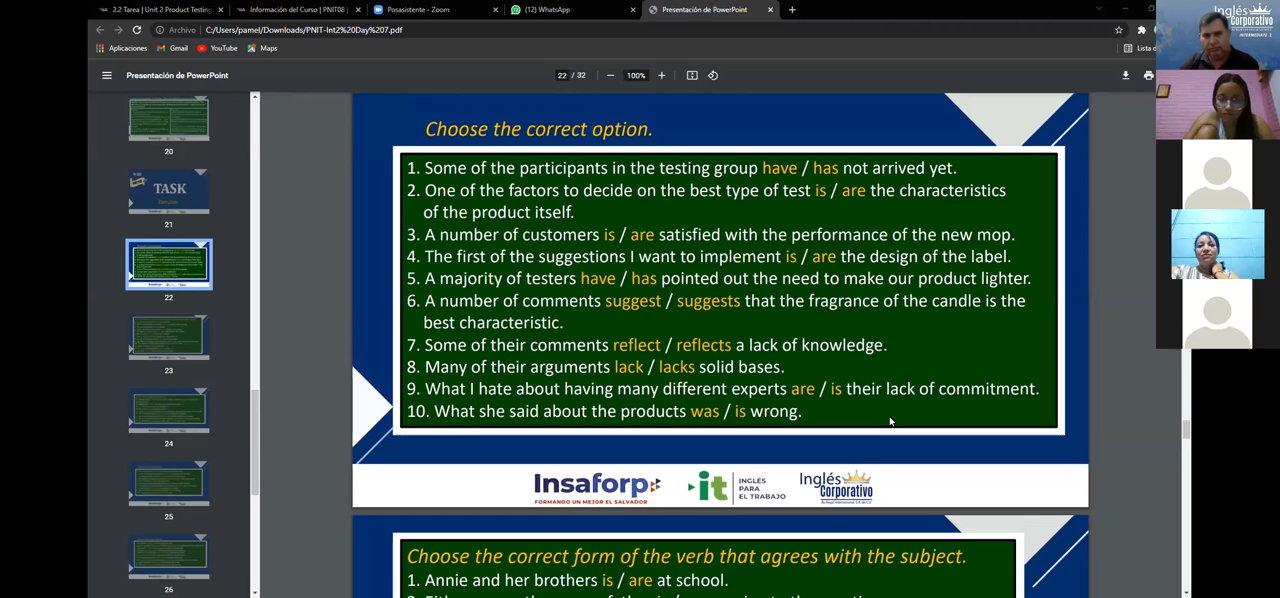 2.2 Tarea | Unit 2 Product Testing
Información del Curso | PNIT08
Posasistente - Zoom
(12) WhatsApp
Presentación de PowerPoint
Archivo
C:/Users/pamel/Downloads/PNIT-Int2%20Day%207.pdf
Aplicaciones
Gmail
YouTube
Maps
Lista d
Presentación de PowerPoint
22 / 32
100%
20
TASK
21
22
23
24
25
26
Choose the correct option.
1. Some of the participants in the testing group have / has not arrived yet.
2. One of the factors to decide on the best type of test is / are the characteristics
of the product itself.
3. A number of customers is / are satisfied with the performance of the new mop.
4. The first of the suggestions I want to implement is / are the design of the label.
5. A majority of testers have / has pointed out the need to make our product lighter.
6. A number of comments suggest / suggests that the fragrance of the candle is the
best characteristic.
7. Some of their comments reflect / reflects a lack of knowledge.
8. Many of their arguments lack / lacks solid bases.
9. What I hate about having many different experts are / is their lack of commitment.
10. What she said about the products was / is wrong.
Insaforp
FORMANDO UN MEJOR EL SALVADOR
it
INGLÉS
PARA
EL TRABAJO
Inglés
Corporativo
Choose the correct form of the verb that agrees with the subject.
1. Annie and her brothers is / are at school.
Inglés
Corporativo
INTERMEDIATE 2